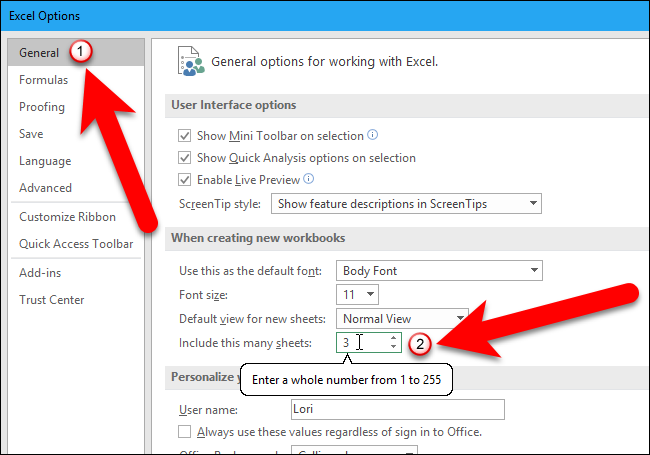 Excel Options
General
1
Formulas
Proofing
Save
Language
Advanced
Customize Ribbon
Quick Access Toolbar
Add-ins
Trust Center
General options for working with Excel.
User Interface options
Show Mini Toolbar on selection
Show Quick Analysis options on selection
Enable Live Preview
ScreenTip style: Show feature descriptions in ScreenTips
When creating new workbooks
Use this as the default font: Body Font
Font size: 11
Default view for new sheets: Normal View
Include this many sheets: 3
2
Enter a whole number from 1 to 255
Personalize
User name: Lori
Always use these values regardless of sign in to Office.